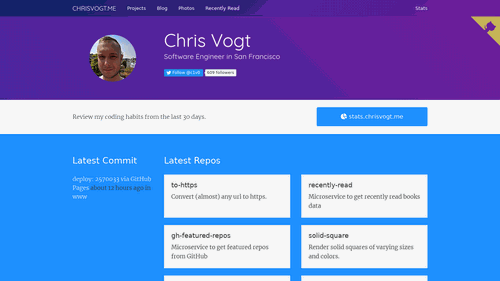 CHRISVOGT.ME Projects Blog Photos Recently Read Stats
Chris Vogt
Software Engineer in San Francisco
609 followers
Review my coding habits from the last 30 days.
stats.chrisvogt.me
Latest Commit
deploy: 2570033 via GitHub
Pages about 12 hours ago in
www
Latest Repos
to-https
Convert (almost) any url to https.
recently-read
Microservice to get recently read books
data
gh-featured-repos
Microservice to get featured repos
from GitHub
solid-square
Render solid squares of varying sizes
and colors.